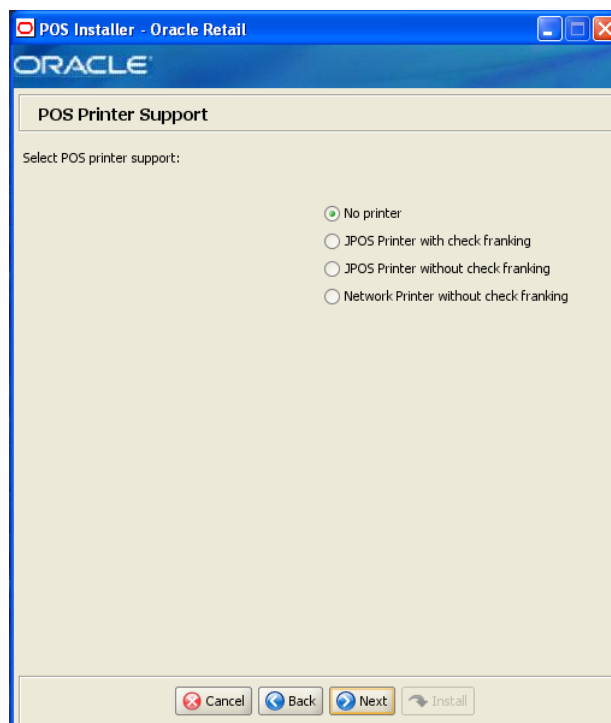 POS Installer - Oracle Retail
ORACLE
POS Printer Support
Select POS printer support:
No printer
JPOS Printer with check franking
JPOS Printer without check franking
Network Printer without check franking
Cancel Back Next Install